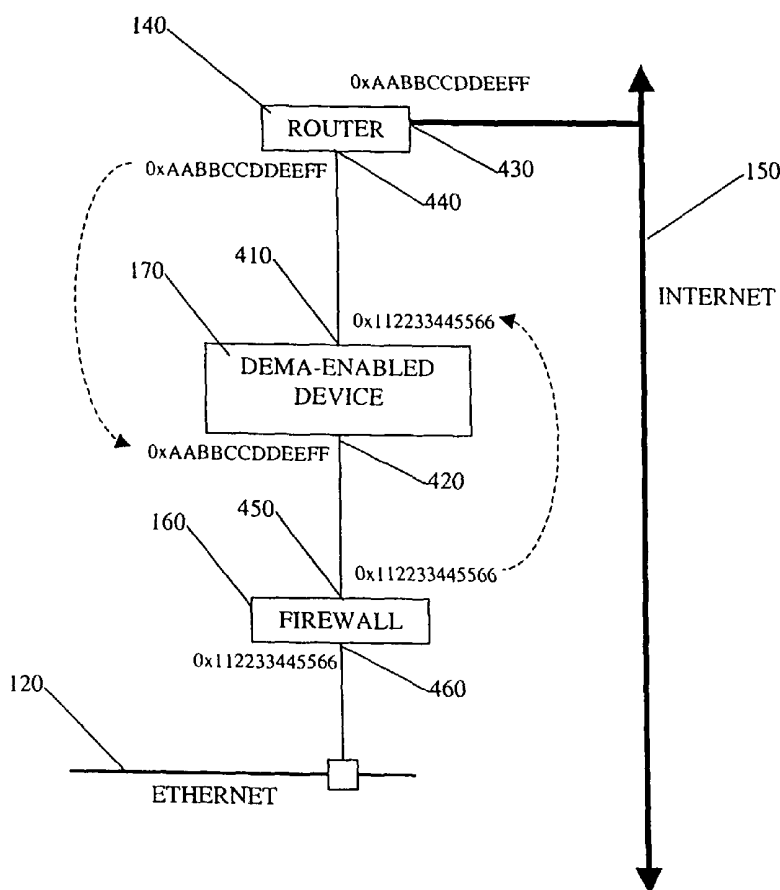 140
0xAABBCCDDEEFF
ROUTER
0xAABBCCDDEEFF
430
440
150
170
410
0x112233445566
INTERNET
DEMA-ENABLED
DEVICE
0xAABBCCDDEEFF
420
160
450
0x112233445566
FIREWALL
0x112233445566
460
120
ETHERNET